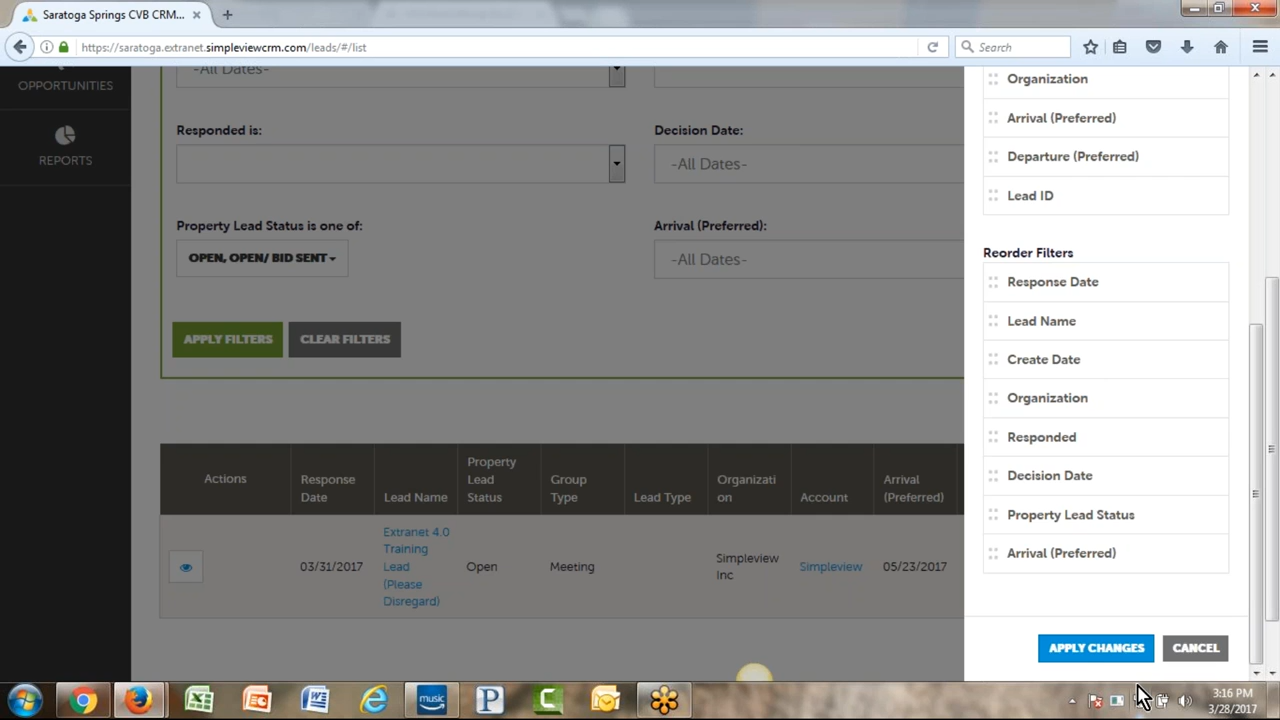 Saratoga Springs CVB CRM...
https://saratoga.extranet.simpleviewcrm.com/leads/#/list
Search
OPPORTUNITIES
REPORTS
-All Dates-
Responded is:
Decision Date:
-All Dates-
Property Lead Status is one of:
Arrival (Preferred):
OPEN, OPEN/ BID SENT
-All Dates-
APPLY FILTERS
CLEAR FILTERS
Actions
Response
Date
Lead Name
Property
Lead
Status
Group
Type
Lead Type
Organizati
on
Account
Arrival
(Preferred)
03/31/2017
Extranet 4.0
Training
Lead
(Please
Disregard)
Open
Meeting
Simpleview
Inc
Simpleview
05/23/2017
Organization
Arrival (Preferred)
Departure (Preferred)
Lead ID
Reorder Filters
Response Date
Lead Name
Create Date
Organization
Responded
Decision Date
Property Lead Status
Arrival (Preferred)
APPLY CHANGES
CANCEL
music
3:16 PM
3/28/2017